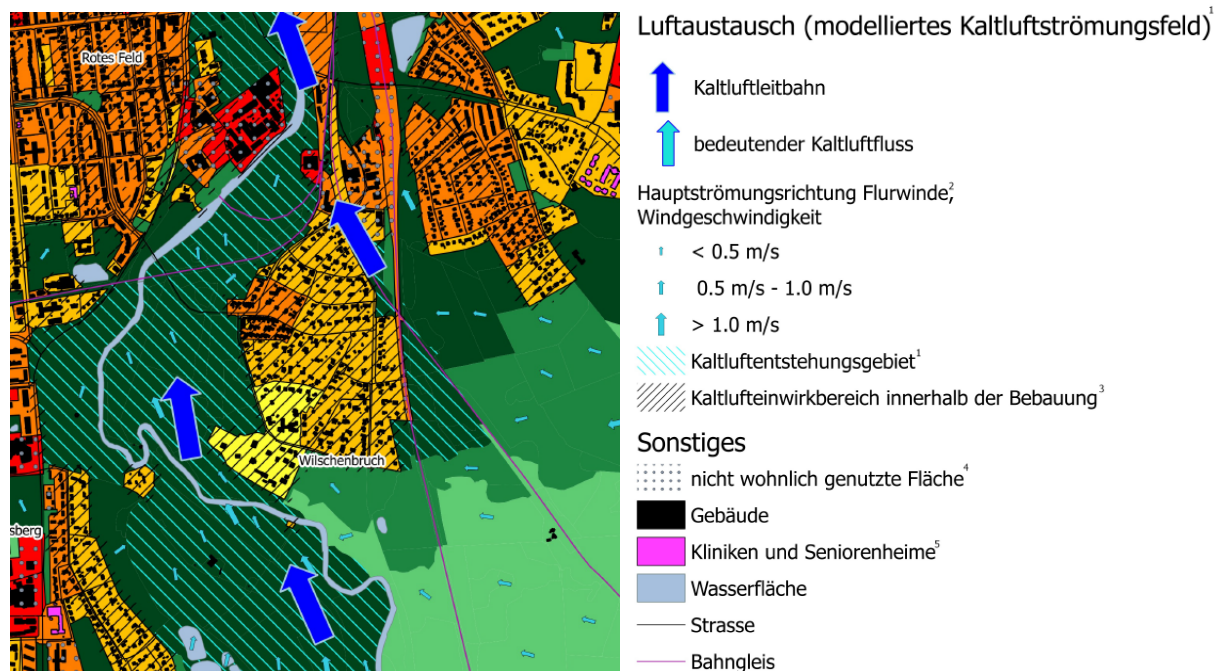 Rotes Feld
Wilschenbruch
sberg
Luftaustausch (modelliertes Kaltluftströmungsfeld)¹
Kaltluftleitbahn
bedeutender Kaltluftfluss
Hauptströmungsrichtung Flurwinde,²
Windgeschwindigkeit
< 0.5 m/s
0.5 m/s - 1.0 m/s
> 1.0 m/s
Kaltluftentstehungsgebiet¹
Kaltlufteinwirkbereich innerhalb der Bebauung³
Sonstiges
nicht wohnlich genutzte Fläche⁴
Gebäude
Kliniken und Seniorenheime⁵
Wasserfläche
Strasse
Bahngleis